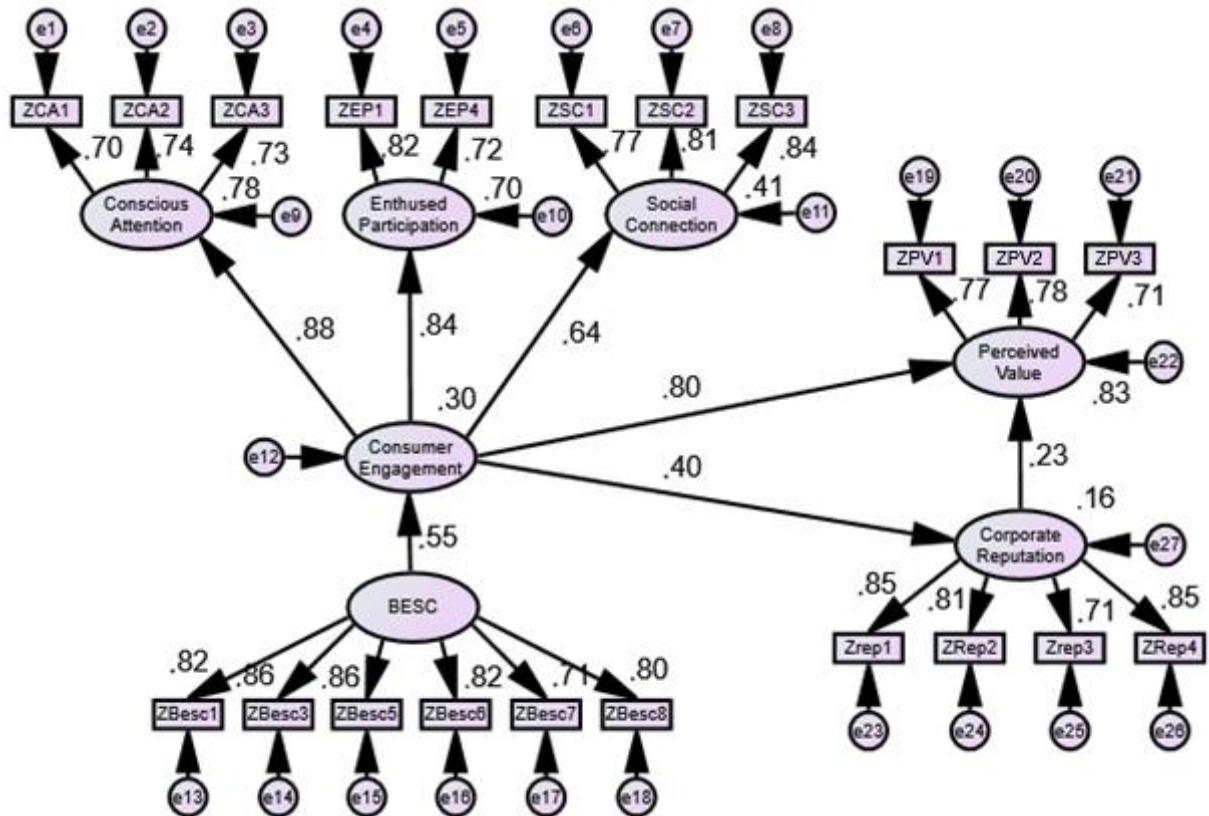 e1 e2 e3 e4 e5 e6 e7 e8
ZCA1 ZCA2 ZCA3 ZEP1 ZEP4 ZSC1 ZSC2 ZSC3
.70 .74 .73 .82 .72 .77 .81 .84
.78 .70 .41
Conscious
Attention
e9
Enthused
Participation
e10
Social
Connection
e11
e19 e20 e21
ZPV1 ZPV2 ZPV3
.77 .78 .71
Perceived
Value
e22
.83
.88 .84 .64
.30 .80
e12
Consumer
Engagement
.40 .23
.16
.55
Corporate
Reputation
e27
BESC
.85 .81 .71 .85
Zrep1 ZRep2 Zrep3 ZRep4
e23 e24 e25 e26
.82 .86 .86 .82 .71 .80
ZBesc1 ZBesc3 ZBesc5 ZBesc6 ZBesc7 ZBesc8
e13 e14 e15 e16 e17 e18